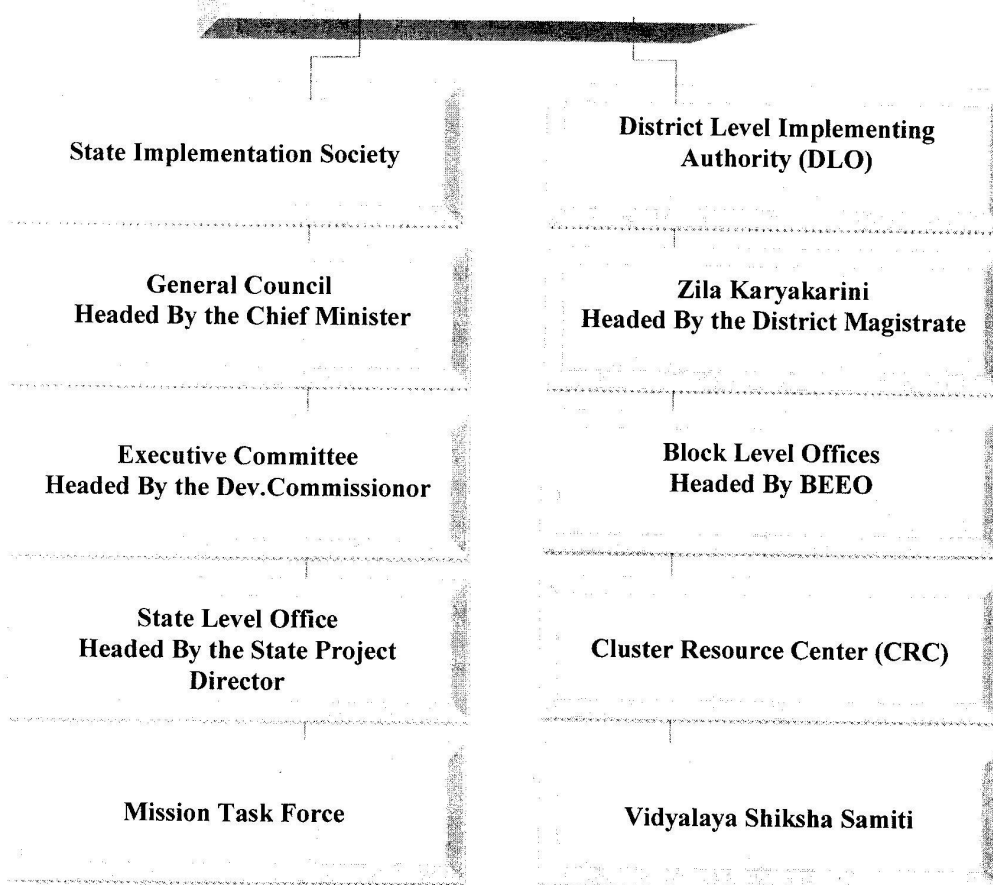 State Implementation Society
General Council
Headed By the Chief Minister
Executive Committee
Headed By the Dev.Commissionor
State Level Office
Headed By the State Project
Director
Mission Task Force
District Level Implementing
Authority (DLO)
Zila Karyakarini
Headed By the District Magistrate
Block Level Offices
Headed By BEEO
Cluster Resource Center (CRC)
Vidyalaya Shiksha Samiti